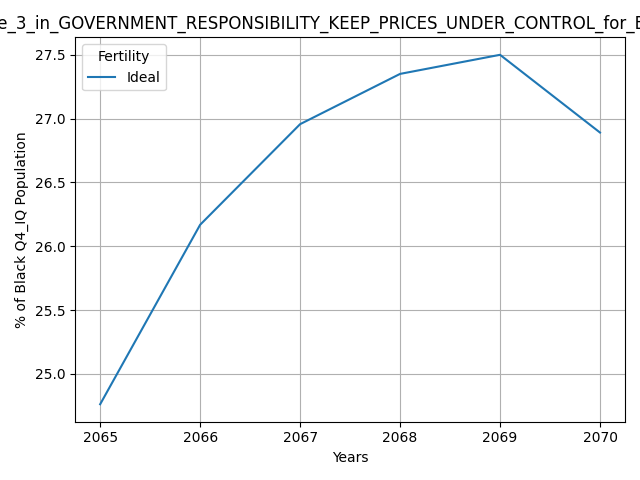 e_3_in_GOVERNMENT_RESPONSIBILITY_KEEP_PRICES_UNDER_CONTROL_for_B
Fertility
Ideal
% of Black Q4_IQ Population
27.5
27.0
26.5
26.0
25.5
25.0
2065 2066 2067 2068 2069 2070
Years